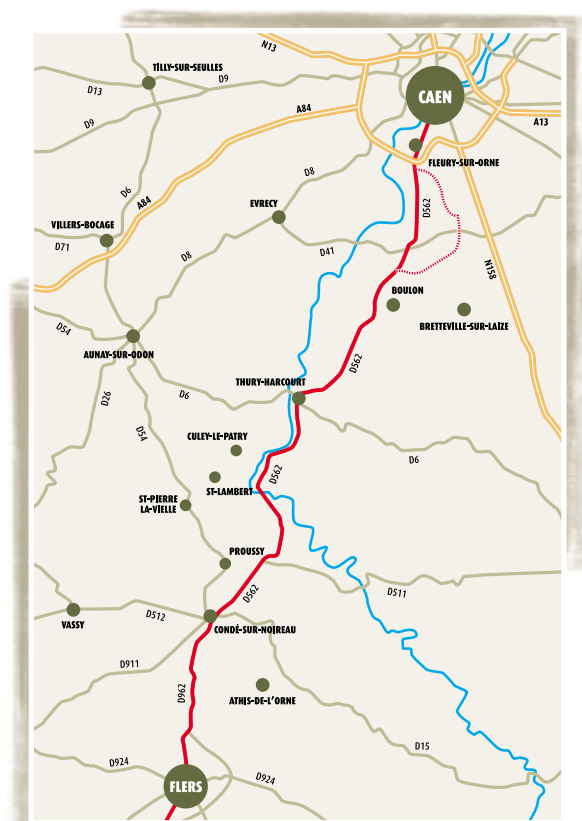 N13
TILLY-SUR-SEULLES
D9
D13
CAEN
A84
A13
D9
FLEURY-SUR-ORNE
D8
D6
A84
EVRECY
D562
VILLERS-BOCAGE
D71
D8
D41
N158
BOULON
BRETTEVILLE-SUR-LAIZE
D54
AUNAY-SUR-ODON
D562
THURY-HARCOURT
D6
D26
D54
CULEY-LE-PATRY
D6
D562
ST-LAMBERT
ST-PIERRE
LA-VIELLE
PROUSSY
D562
D511
D512
VASSY
CONDÉ-SUR-NOIREAU
D911
D962
ATHIS-DE-L'ORNE
D15
D924
D924
FLERS